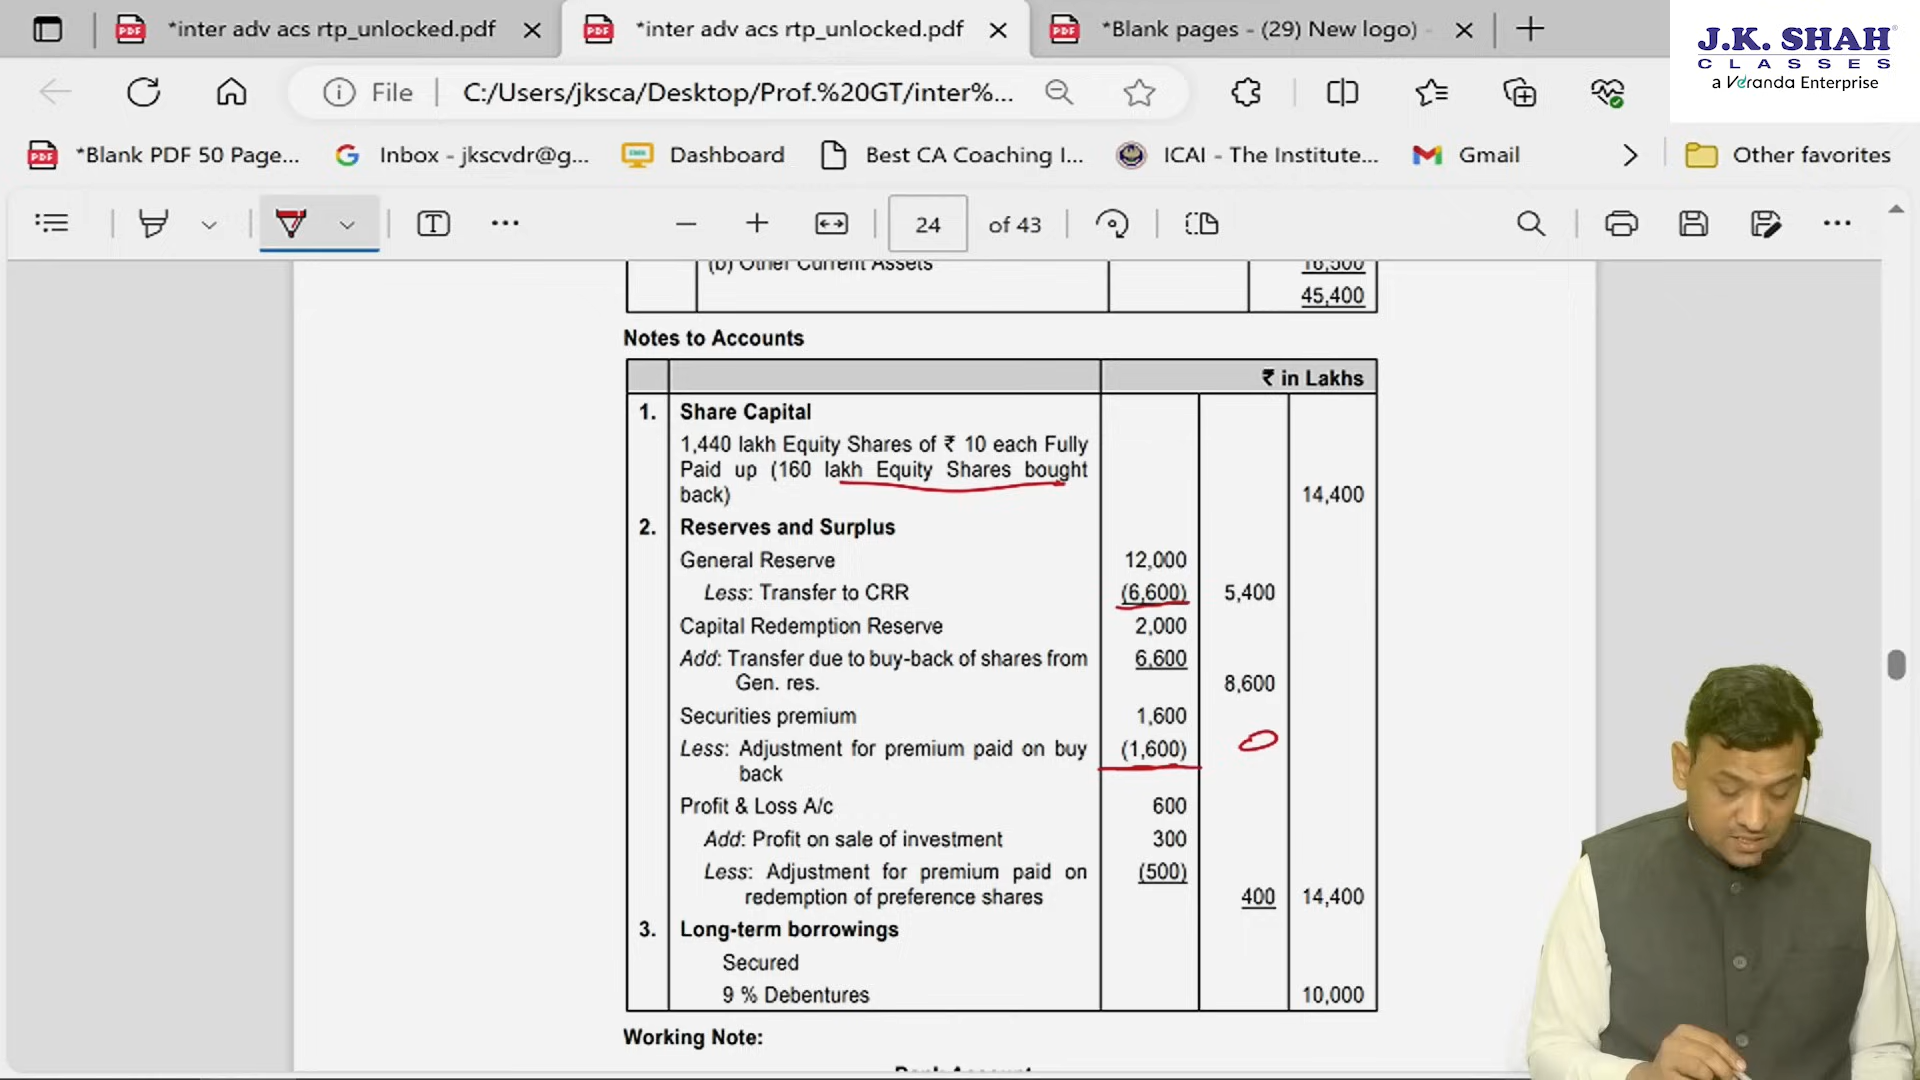 *inter adv acs rtp_unlocked.pdf
*inter adv acs rtp_unlocked.pdf
*Blank pages - (29) New logo) -
J.K. SHAH
CLASSES
a Veranda Enterprise
File
C:/Users/jksca/Desktop/Prof.%20GT/inter%...
*Blank PDF 50 Page...
Inbox - jkscvdr@g...
Dashboard
Best CA Coaching I...
ICAI - The Institute...
Gmail
Other favorites
24 of 43
(b) Other Current Assets 16,500
45,400
Notes to Accounts
₹ in Lakhs
1. Share Capital
1,440 lakh Equity Shares of ₹ 10 each Fully
Paid up (160 lakh Equity Shares bought
back) 14,400
2. Reserves and Surplus
General Reserve 12,000
Less: Transfer to CRR (6,600) 5,400
Capital Redemption Reserve 2,000
Add: Transfer due to buy-back of shares from 6,600
Gen. res. 8,600
Securities premium 1,600
Less: Adjustment for premium paid on buy (1,600)
back
Profit & Loss A/c 600
Add: Profit on sale of investment 300
Less: Adjustment for premium paid on (500)
redemption of preference shares 400 14,400
3. Long-term borrowings
Secured
9 % Debentures 10,000
Working Note: